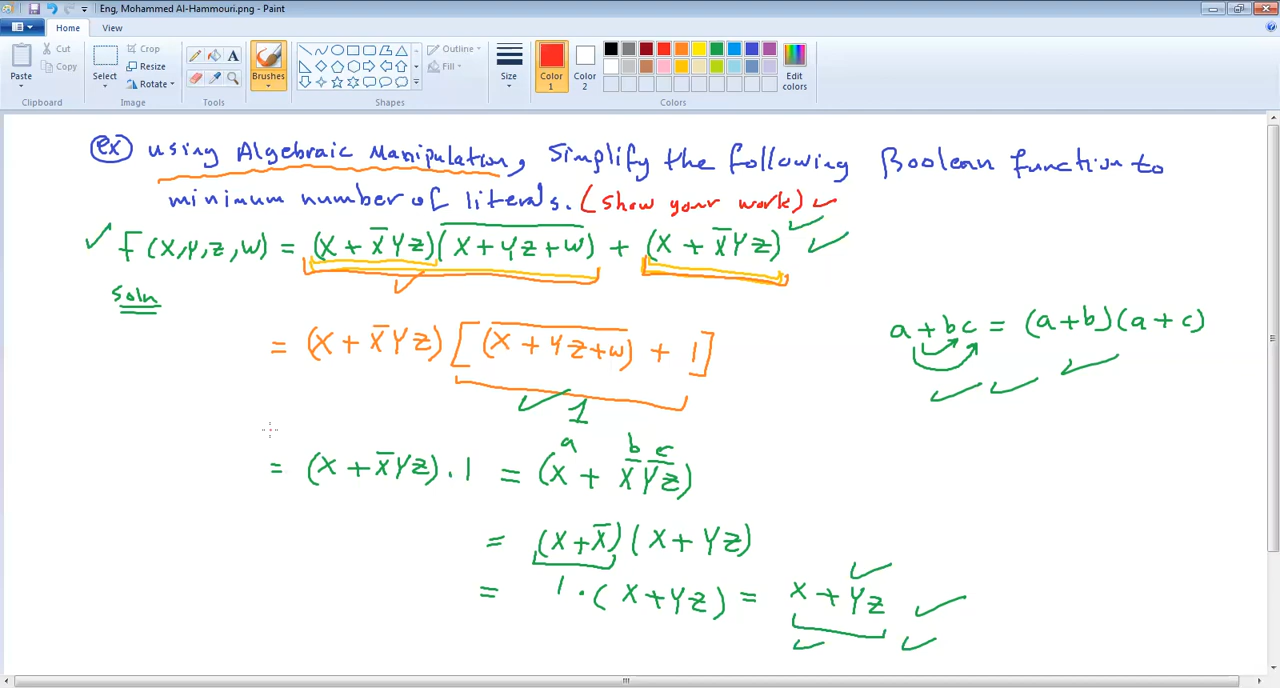 Eng, Mohammed Al-Hammouri.png - Paint
Home View
Paste Cut Copy Clipboard
Select Crop Resize Rotate Image
A Tools
Brushes
Shapes Outline Fill
Size
Color 1 Color 2 Edit colors Colors
ex) using Algebraic Manipulation, Simplify the following Boolean function to
minimum number of literals. (show your work)
F(X,Y,Z,W) = (X + X̅YZ)(X̅ ̅+̅ ̅Y̅Z̅ ̅+̅ ̅W̅) + (X + X̅YZ)
Soln
= (X + X̅YZ) [(X̅ ̅+̅ ̅Y̅Z̅ ̅+̅ ̅W̅) + 1]
1
a + bc = (a+b)(a+c)
a b c
= (X + X̅YZ) . 1 = (X + X̅Y̅Z̅)
= (X + X̅)(X + YZ)
= 1 . (X + YZ) = X + YZ